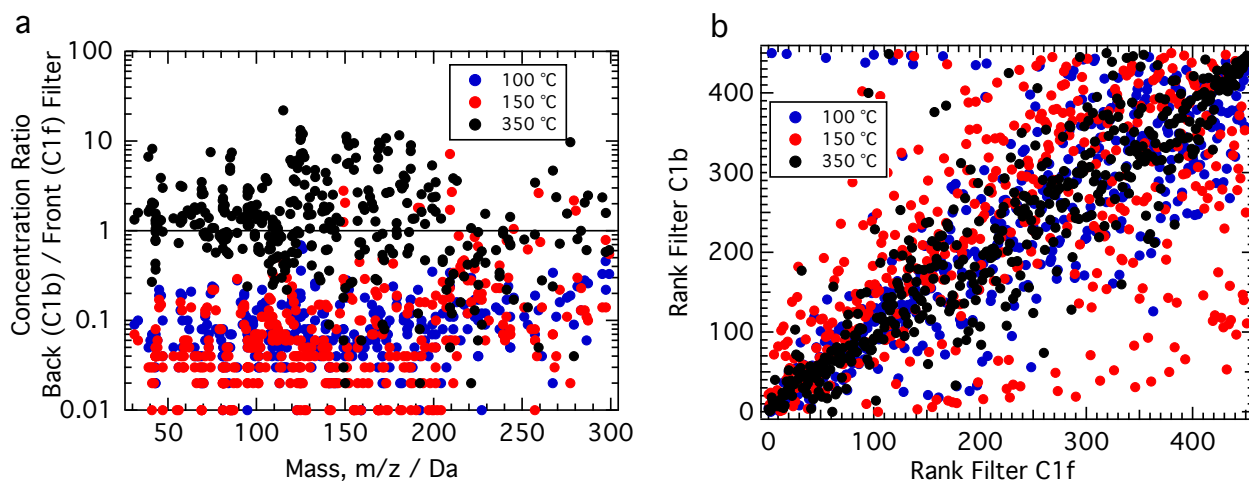 a
Concentration Ratio
Back (C1b) / Front (C1f) Filter
100
10
1
0.1
0.01
100 °C
150 °C
350 °C
50 100 150 200 250 300
Mass, m/z / Da
b
Rank Filter C1b
400
300
200
100
0
100 °C
150 °C
350 °C
0 100 200 300 400
Rank Filter C1f